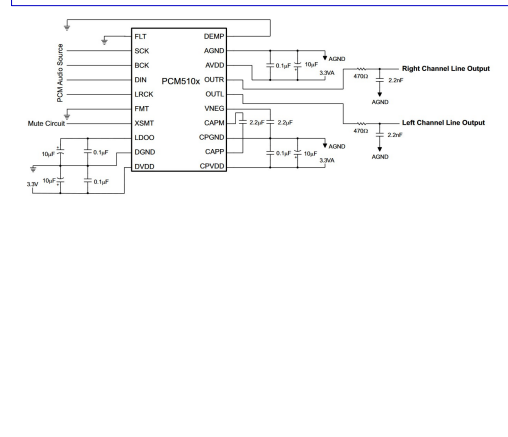 FLT
DEMP
SCK
AGND
BCK
AVDD
DIN
PCM510x
OUTR
LRCK
OUTL
FMT
VNEG
XSMT
CAPM
LDOO
CPGND
DGND
CAPP
DVDD
CPVDD
PCM Audio Source
Mute Circuit
10μF
0.1μF
10μF
0.1μF
3.3V
0.1μF
10μF
AGND
3.3VA
2.2μF
2.2μF
AGND
0.1μF
10μF
3.3VA
470Ω
Right Channel Line Output
2.2nF
AGND
470Ω
Left Channel Line Output
2.2nF
AGND